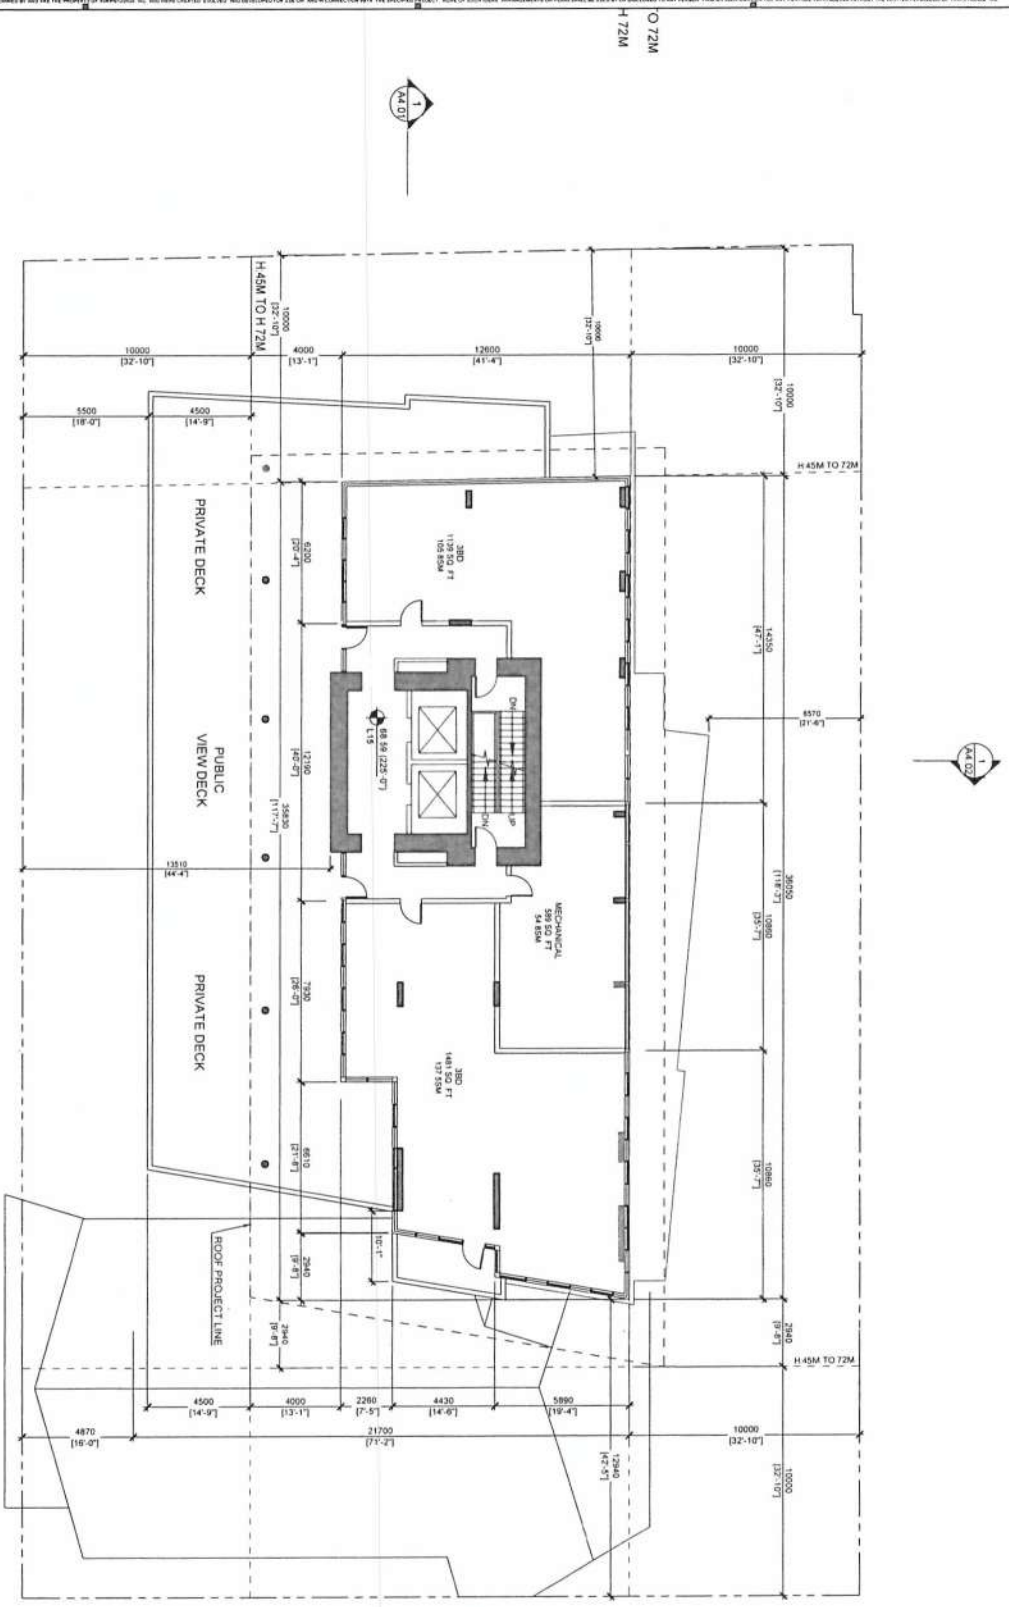 O 72M
H 72M
1
A4.01
1
A4.02
H:45M TO H 72M
10000
[32'-10"]
10000
[32'-10"]
4000
[13'-1"]
12600
[41'-4"]
10000
[32'-10"]
10000
[32'-10"]
10000
[32'-10"]
5500
[18'-0"]
4500
[14'-9"]
H:45M TO 72M
PRIVATE DECK
6200
[20'-4"]
3BD
1139 SQ. FT
105.8SM
14350
[47'-1"]
6570
[21'-6"]
DN
UP
DN
68.59 (225'-0")
L15
PUBLIC
VIEW DECK
12190
[40'-0"]
35830
[117'-7"]
13510
[44'-4"]
36050
[118'-3"]
10860
[35'-7"]
MECHANICAL
589 SQ. FT
54.8SM
PRIVATE DECK
7930
[26'-0"]
3BD
1481 SQ. FT
137.5SM
6610
[21'-8"]
10860
[35'-7"]
10'-1"
2940
[9'-8"]
ROOF PROJECT LINE
2940
[9'-8"]
2940
[9'-8"]
H:45M TO 72M
4500
[14'-9"]
4000
[13'-1"]
2260
[7'-5"]
4430
[14'-6"]
5890
[19'-4"]
4870
[16'-0"]
21700
[71'-2"]
10000
[32'-10"]
12940
[42'-5"]
10000
[32'-10"]